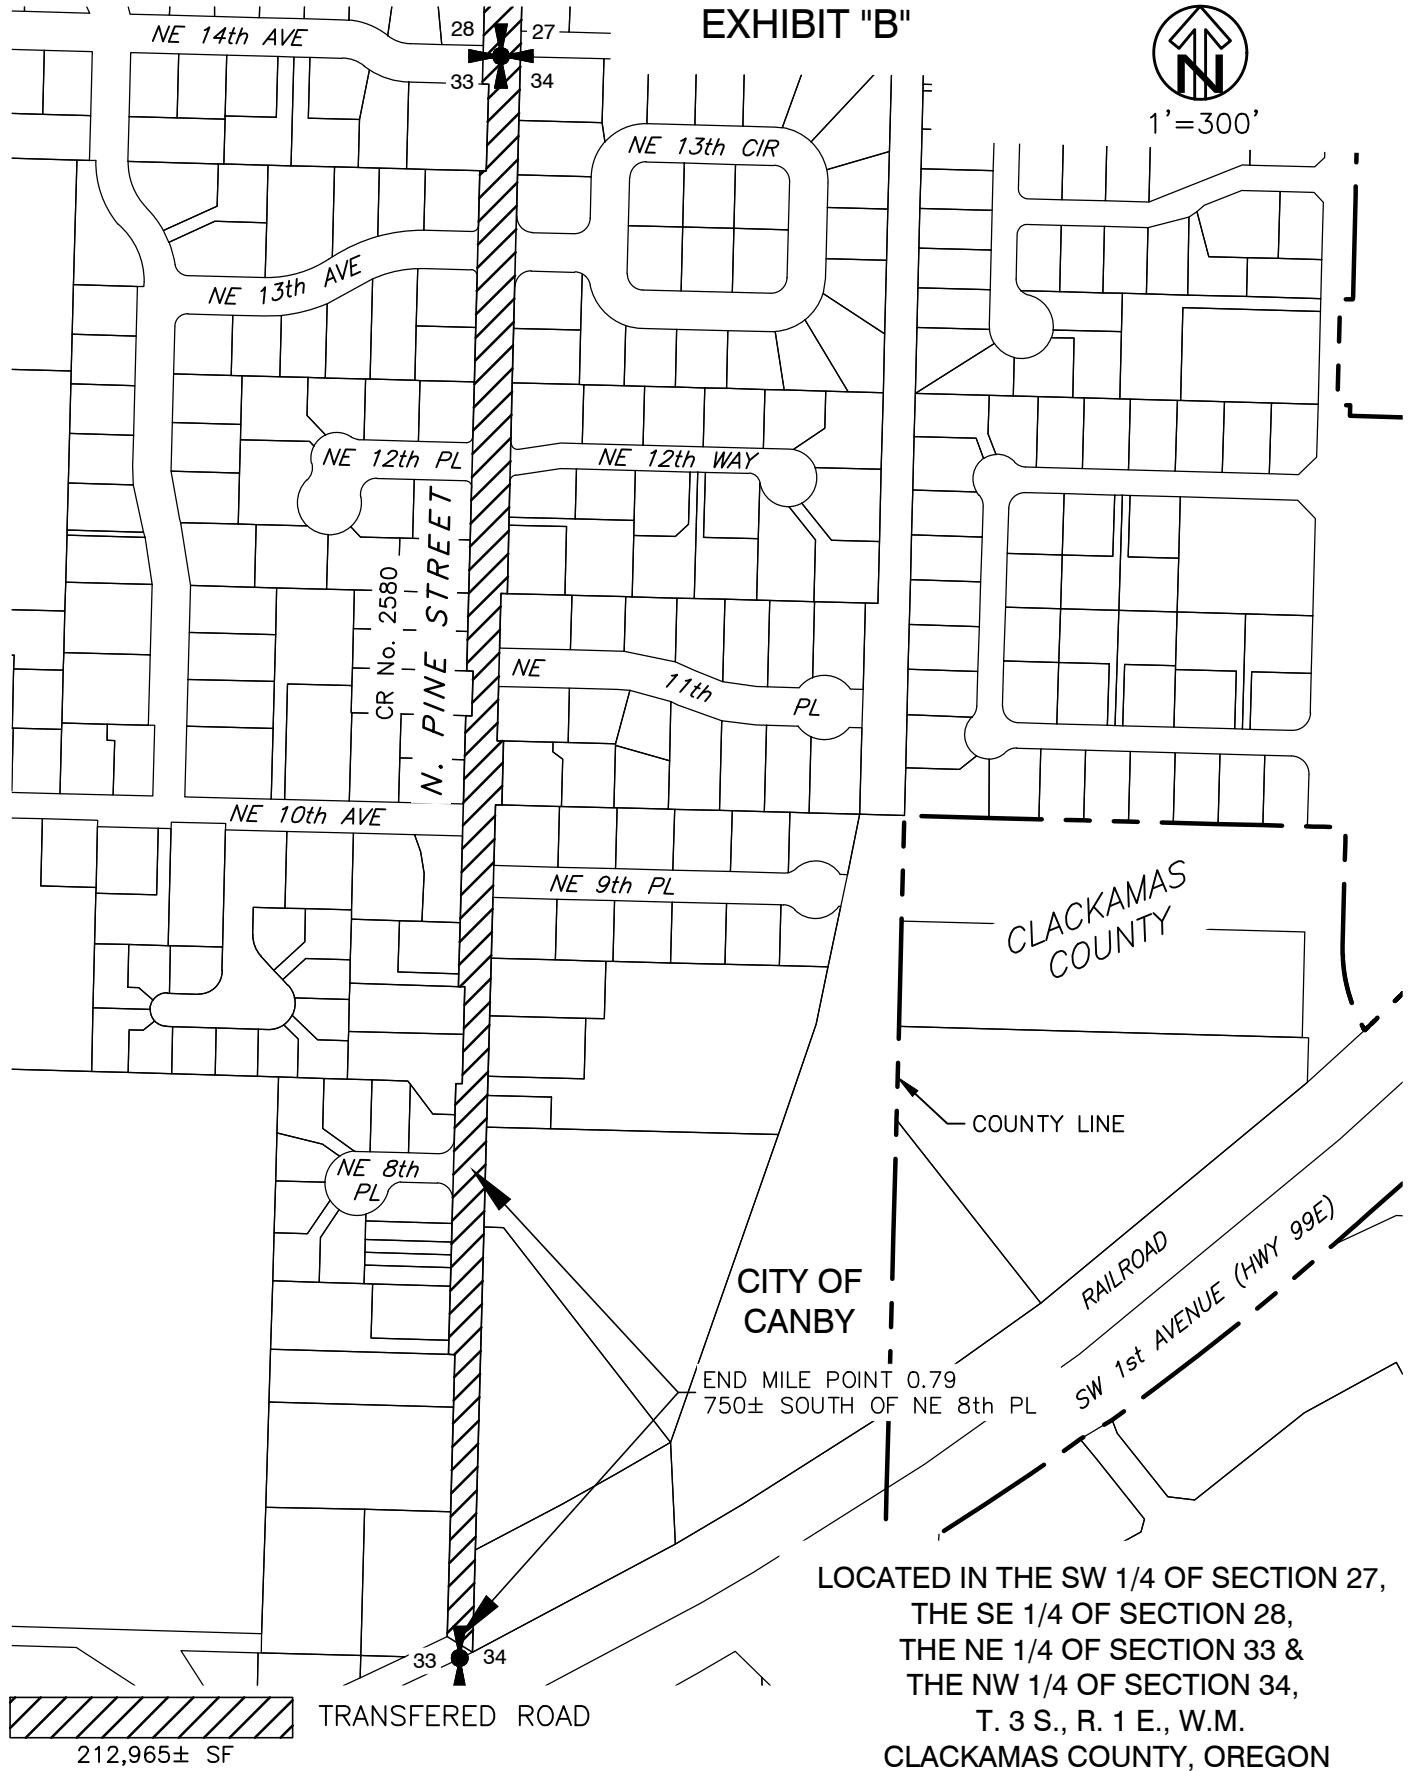 EXHIBIT "B"
N
1'=300'
28
27
33
34
NE 14th AVE
NE 13th CIR
NE 13th AVE
NE 12th PL
NE 12th WAY
N. PINE STREET
CR No. 2580
NE 11th PL
NE 10th AVE
NE 9th PL
CLACKAMAS
COUNTY
COUNTY LINE
NE 8th
PL
CITY OF
CANBY
RAILROAD
SW 1st AVENUE (HWY 99E)
END MILE POINT 0.79
750± SOUTH OF NE 8th PL
33
34
TRANSFERED ROAD
212,965± SF
LOCATED IN THE SW 1/4 OF SECTION 27,
THE SE 1/4 OF SECTION 28,
THE NE 1/4 OF SECTION 33 &
THE NW 1/4 OF SECTION 34,
T. 3 S., R. 1 E., W.M.
CLACKAMAS COUNTY, OREGON